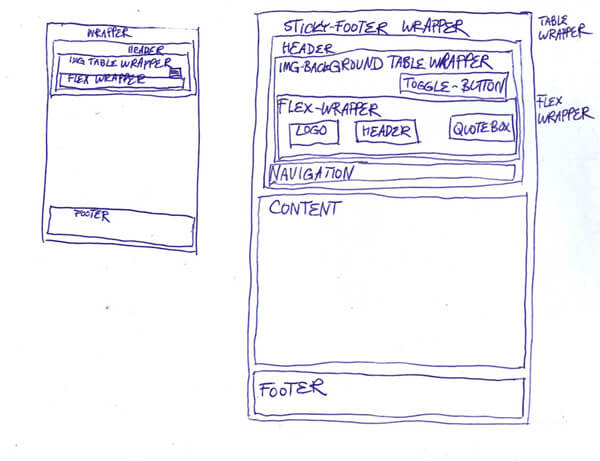 WRAPPER
HEADER
IMG TABLE WRAPPER
FLEX WRAPPER
FOOTER
STICKY-FOOTER WRAPPER
HEADER
IMG-BACKGROUND TABLE WRAPPER
TOGGLE-BUTTON
FLEX-WRAPPER
LOGO HEADER QUOTEBOX
NAVIGATION
CONTENT
FOOTER
TABLE
WRAPPER
FLEX
WRAPPER